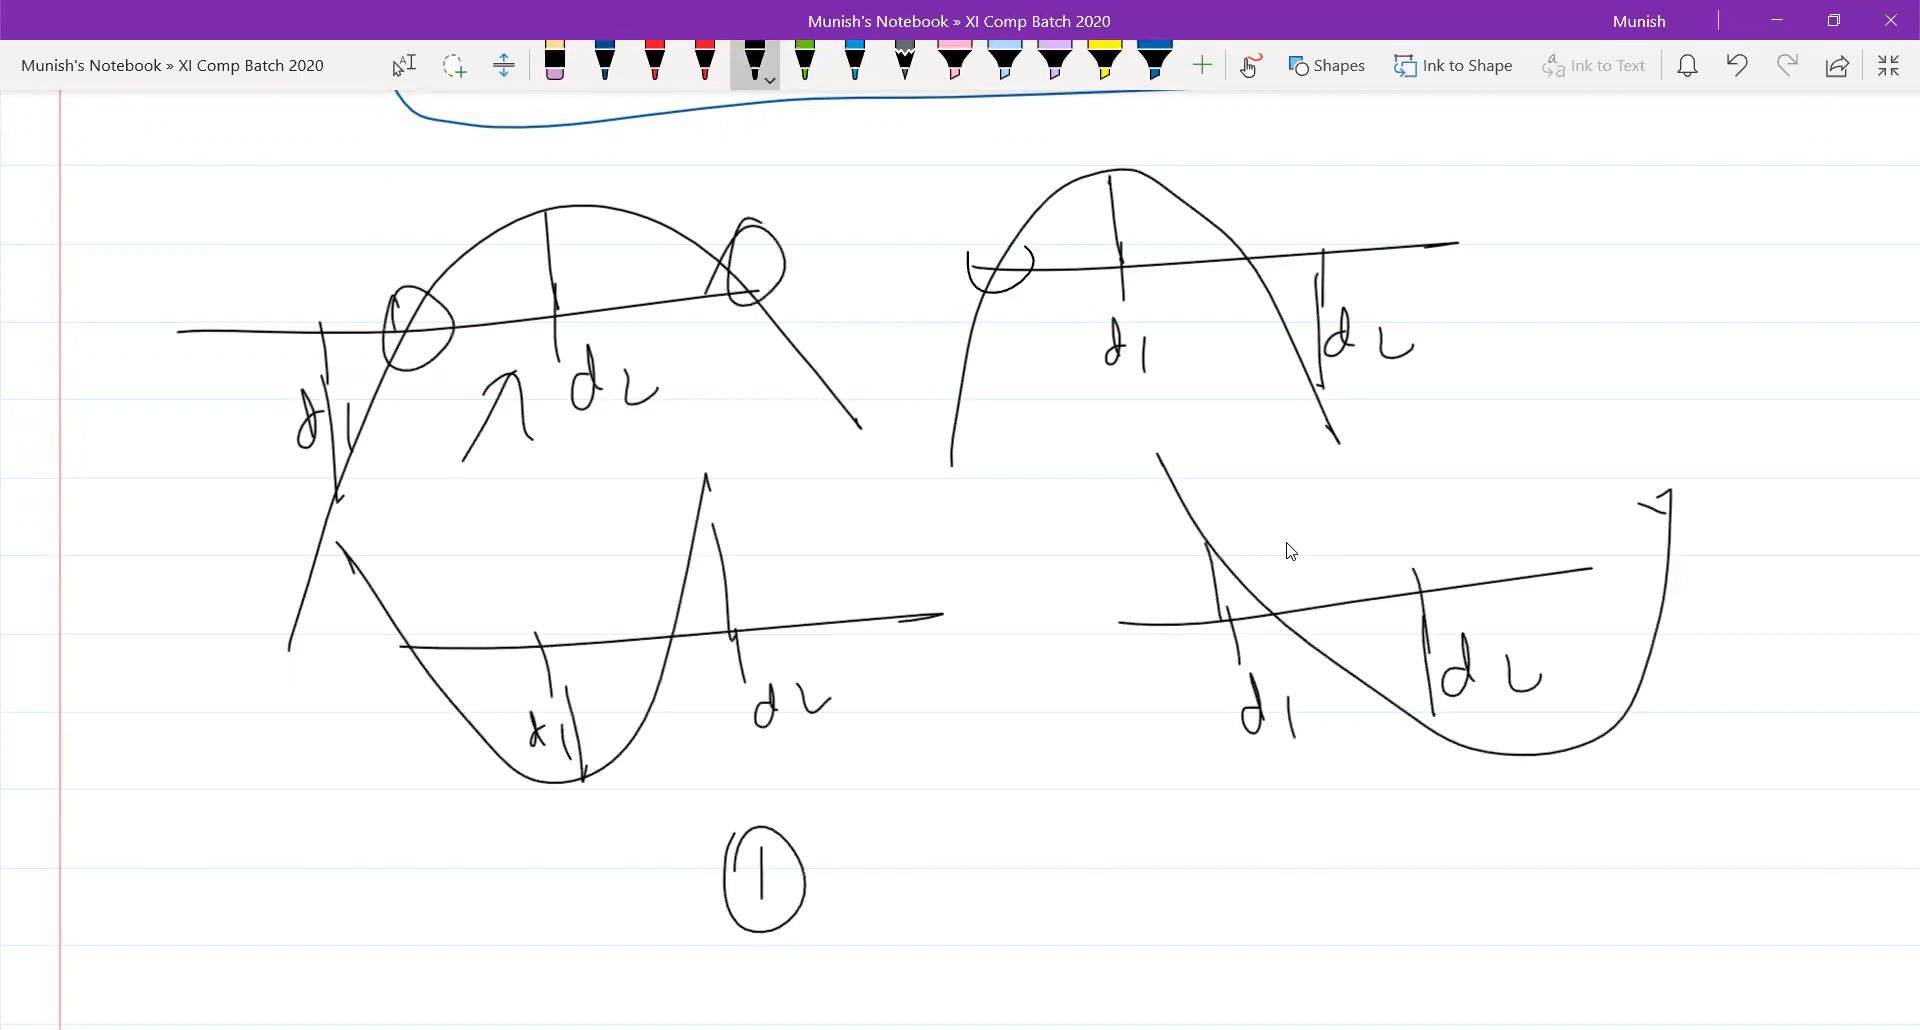 Munish's Notebook » XI Comp Batch 2020
Munish
Munish's Notebook » XI Comp Batch 2020
Shapes
Ink to Shape
Ink to Text
d1
d2
d1
d2
d1
d2
d1
d2
1